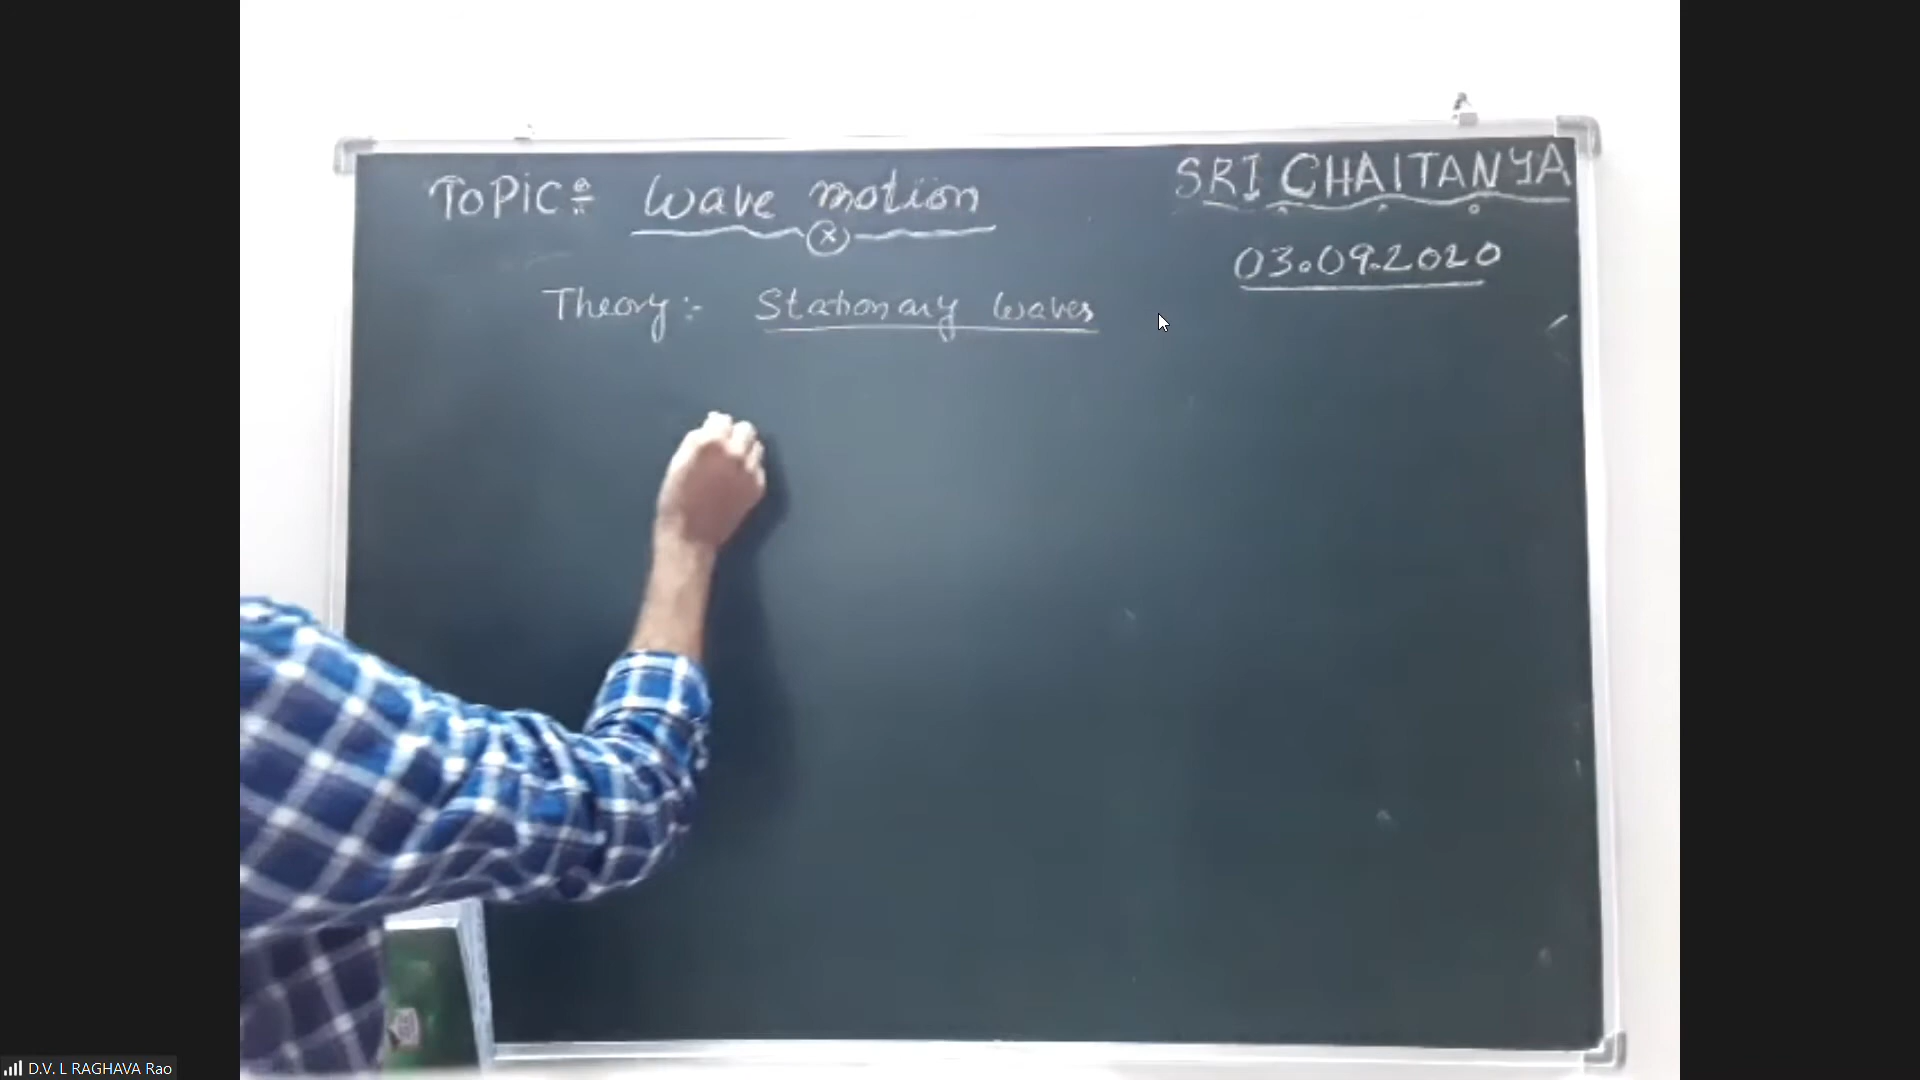 ToPiC:- Wave motion
SRI CHAITANYA
03.09.2020
Theory :- Stationary Waves
D.V. L RAGHAVA Rao